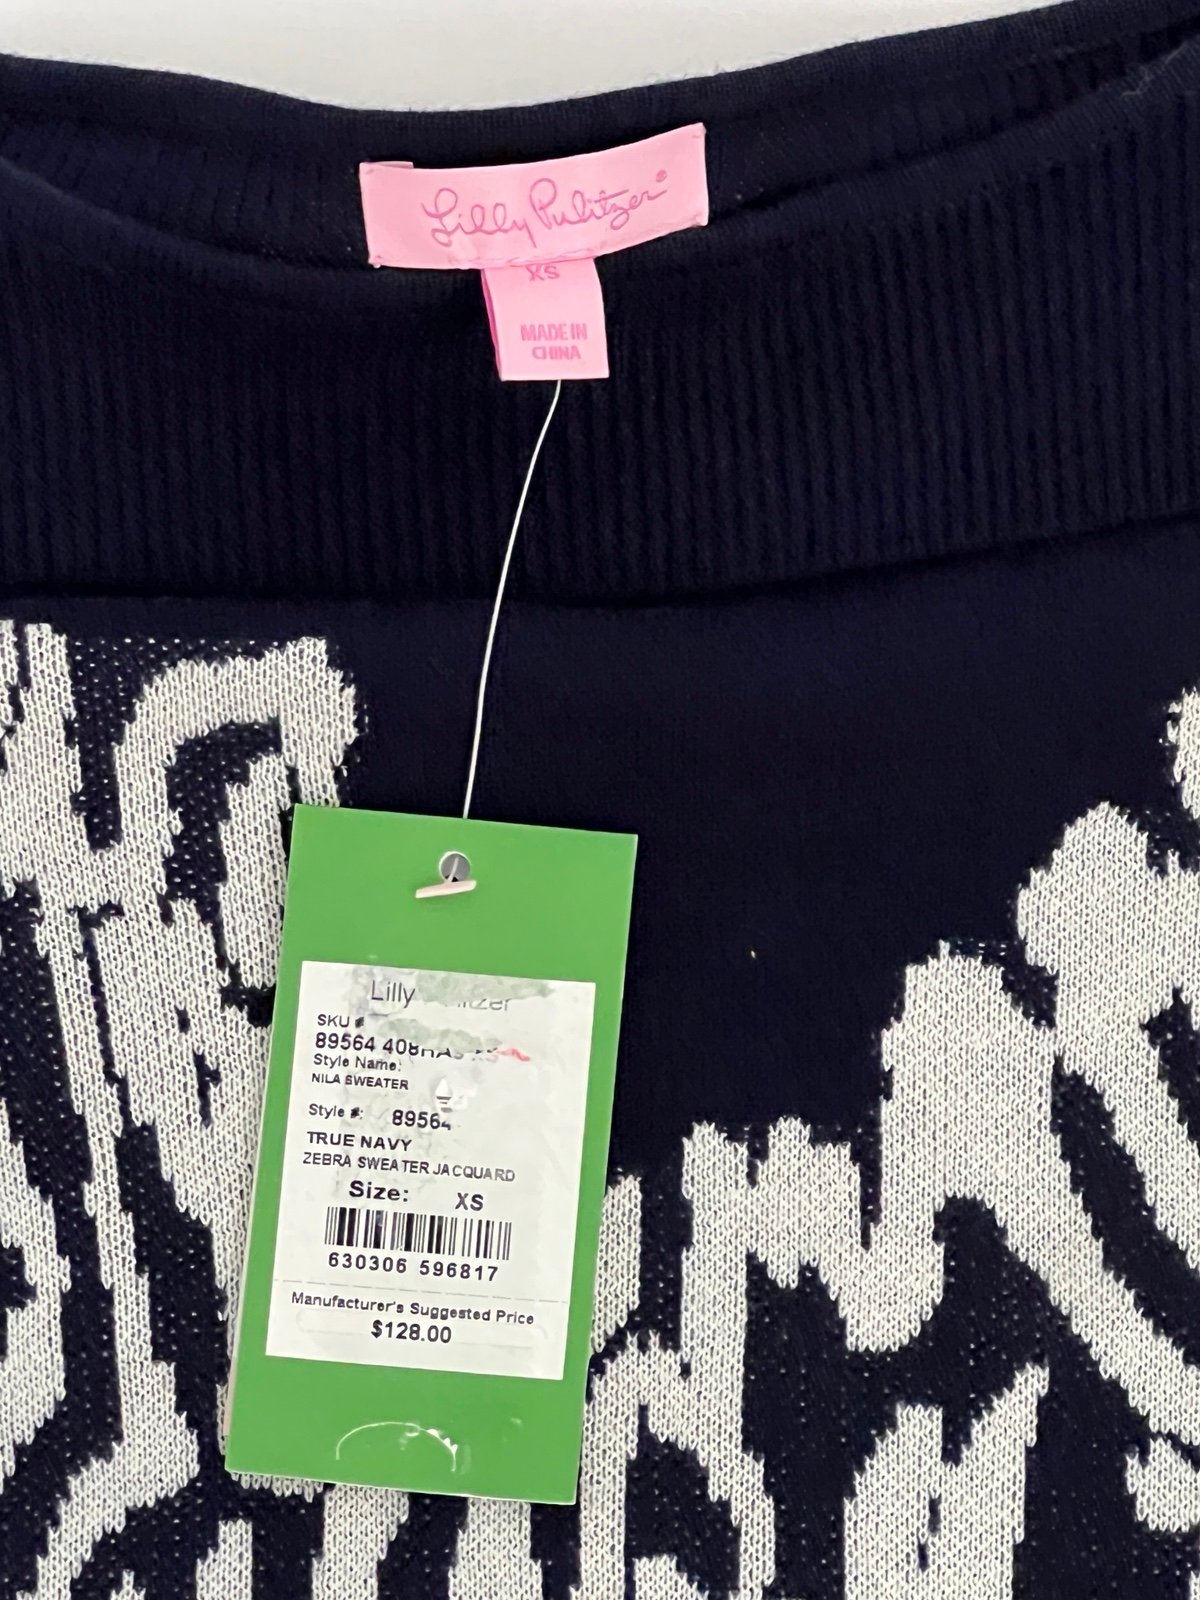 Lilly Pulitzer®
XS
MADE IN
CHINA
Lilly
SKU #
89564
Style Name:
NILA SWEATER
Style #: 89564
TRUE NAVY
ZEBRA SWEATER JACQUARD
Size: XS
630306 596817
Manufacturer's Suggested Price
$128.00